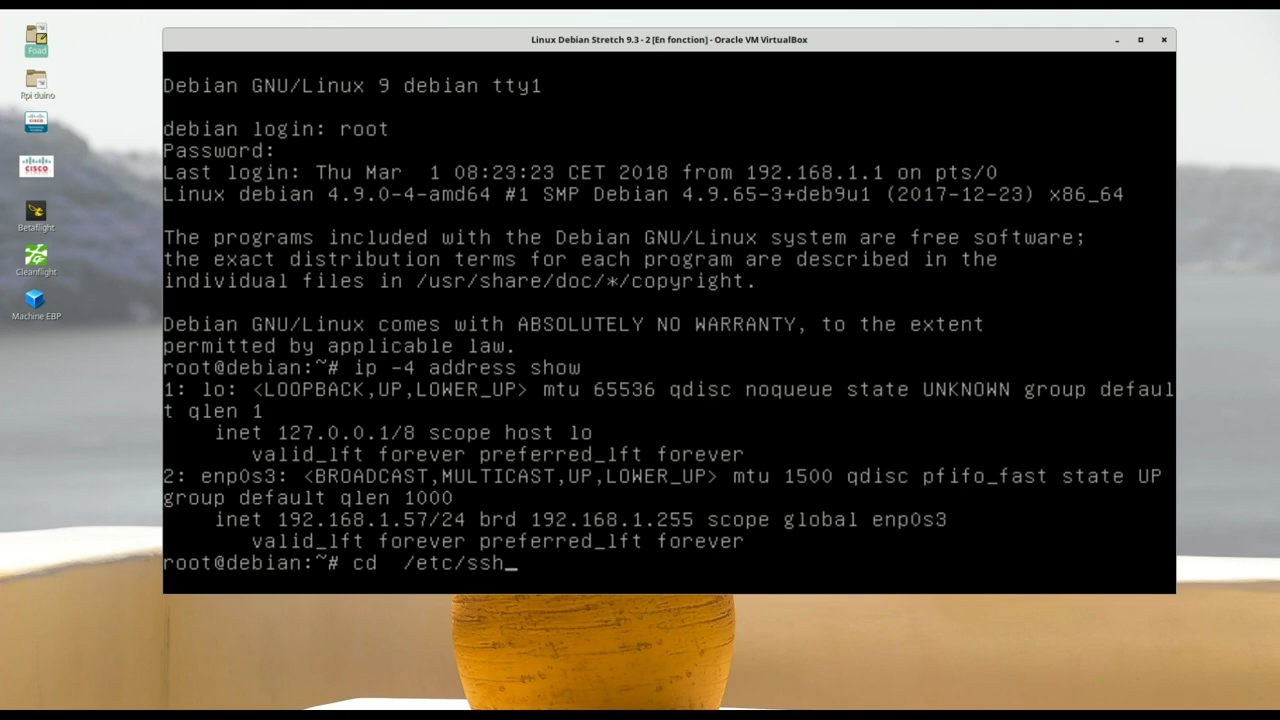 Linux Debian Stretch 9.3 - 2 [En fonction] - Oracle VM VirtualBox
Foad
Rpi duino
CISCO
CISCO
Betaflight
Cleanflight
Machine EBP
Debian GNU/Linux 9 debian tty1
debian login: root
Password:
Last login: Thu Mar  1 08:23:23 CET 2018 from 192.168.1.1 on pts/0
Linux debian 4.9.0-4-amd64 #1 SMP Debian 4.9.65-3+deb9u1 (2017-12-23) x86_64
The programs included with the Debian GNU/Linux system are free software;
the exact distribution terms for each program are described in the
individual files in /usr/share/doc/*/copyright.
Debian GNU/Linux comes with ABSOLUTELY NO WARRANTY, to the extent
permitted by applicable law.
root@debian:~# ip -4 address show
1: lo: <LOOPBACK,UP,LOWER_UP> mtu 65536 qdisc noqueue state UNKNOWN group defaul
t qlen 1
    inet 127.0.0.1/8 scope host lo
       valid_lft forever preferred_lft forever
2: enp0s3: <BROADCAST,MULTICAST,UP,LOWER_UP> mtu 1500 qdisc pfifo_fast state UP
group default qlen 1000
    inet 192.168.1.57/24 brd 192.168.1.255 scope global enp0s3
       valid_lft forever preferred_lft forever
root@debian:~# cd  /etc/ssh_